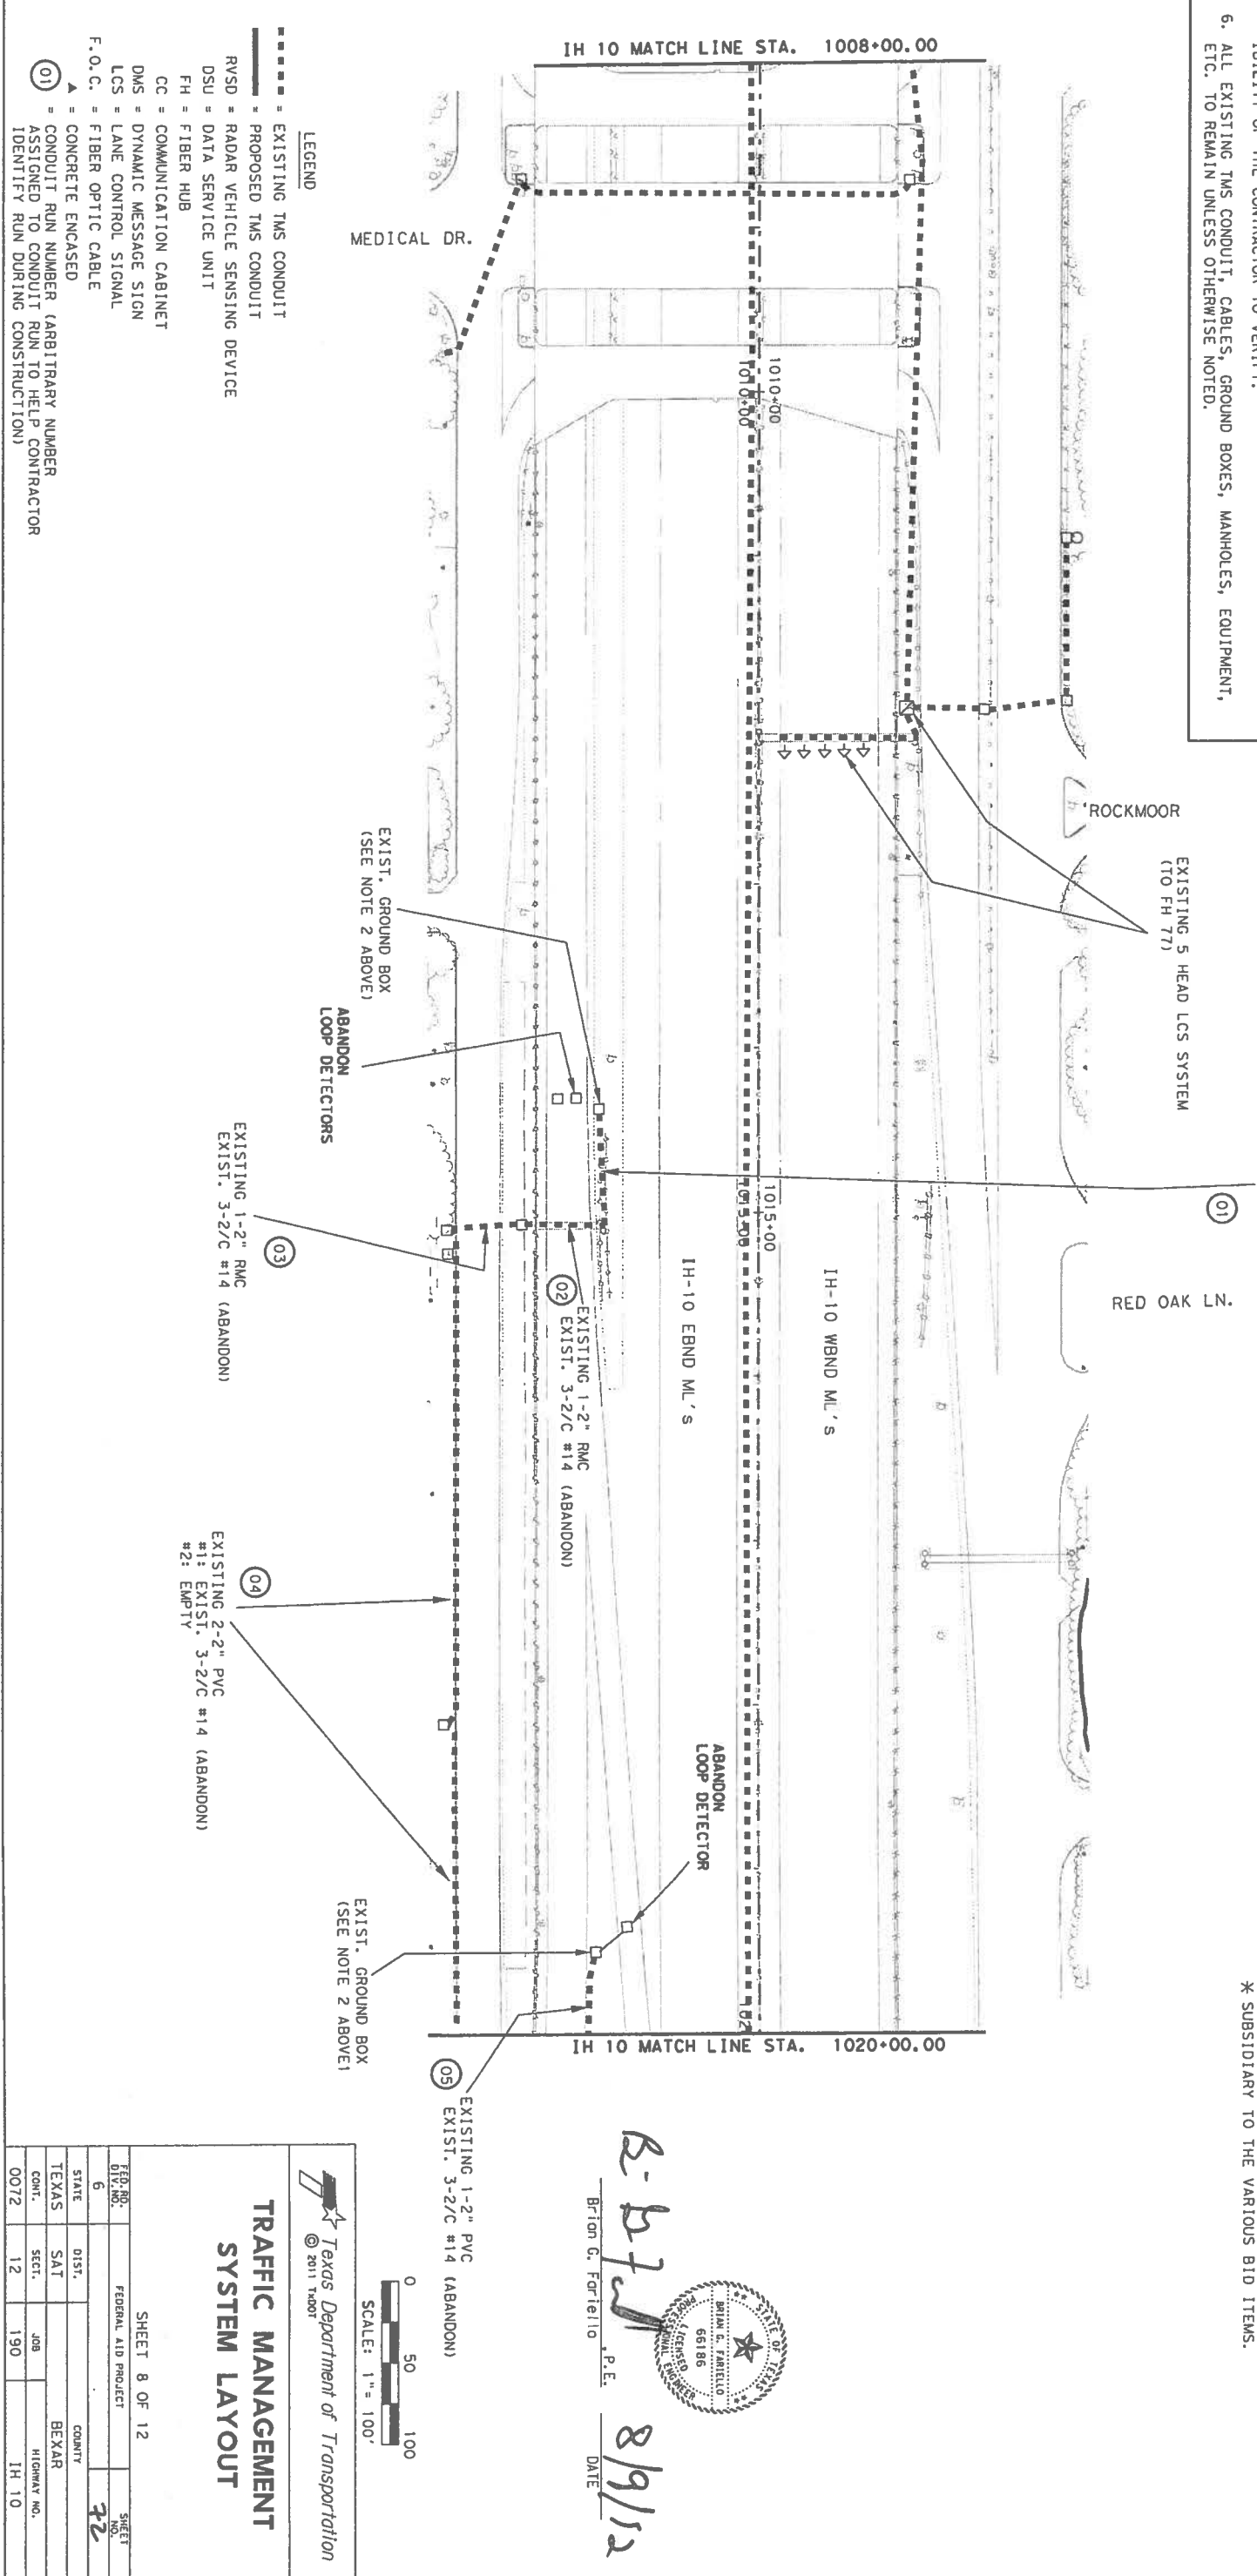 6. ALL EXISTING TMS CONDUIT, CABLES, GROUND BOXES, MANHOLES, EQUIPMENT,
ETC. TO REMAIN UNLESS OTHERWISE NOTED.
* SUBSIDIARY TO THE VARIOUS BID ITEMS.
IH 10 MATCH LINE STA. 1008+00.00
ROCKMOOR
EXISTING 5 HEAD LCS SYSTEM
(TO FH 77)
01
RED OAK LN.
MEDICAL DR.
1010+00
1010+00
1015+00
1015+00
IH-10 WBND ML's
IH-10 EBND ML's
EXIST. GROUND BOX
(SEE NOTE 2 ABOVE)
ABANDON
LOOP DETECTORS
02
EXISTING 1-2" RMC
EXIST. 3-2/C #14 (ABANDON)
03
EXISTING 1-2" RMC
EXIST. 3-2/C #14 (ABANDON)
04
EXISTING 2-2" PVC
#1: EXIST. 3-2/C #14 (ABANDON)
#2: EMPTY
ABANDON
LOOP DETECTOR
EXIST. GROUND BOX
(SEE NOTE 2 ABOVE)
05
EXISTING 1-2" PVC
EXIST. 3-2/C #14 (ABANDON)
102
IH 10 MATCH LINE STA. 1020+00.00
LEGEND
= EXISTING TMS CONDUIT
= PROPOSED TMS CONDUIT
RVSD = RADAR VEHICLE SENSING DEVICE
DSU = DATA SERVICE UNIT
FH = FIBER HUB
CC = COMMUNICATION CABINET
DMS = DYNAMIC MESSAGE SIGN
LCS = LANE CONTROL SIGNAL
F.O.C. = FIBER OPTIC CABLE
▲ = CONCRETE ENCASED
01 = CONDUIT RUN NUMBER (ARBITRARY NUMBER
ASSIGNED TO CONDUIT RUN TO HELP CONTRACTOR
IDENTIFY RUN DURING CONSTRUCTION)
STATE OF TEXAS
BRIAN G. FARIELLO
66186
LICENSED
PROFESSIONAL ENGINEER
Brian G. Fariello, P.E.
8/9/12
DATE
0 50 100
SCALE: 1"= 100'
Texas Department of Transportation
© 2011 TxDOT
TRAFFIC MANAGEMENT
SYSTEM LAYOUT
SHEET 8 OF 12
FED.RD. DIV.NO. FEDERAL AID PROJECT SHEET NO.
6 72
STATE DIST. COUNTY
TEXAS SAT BEXAR
CONT. SECT. JOB HIGHWAY NO.
0072 12 190 IH 10